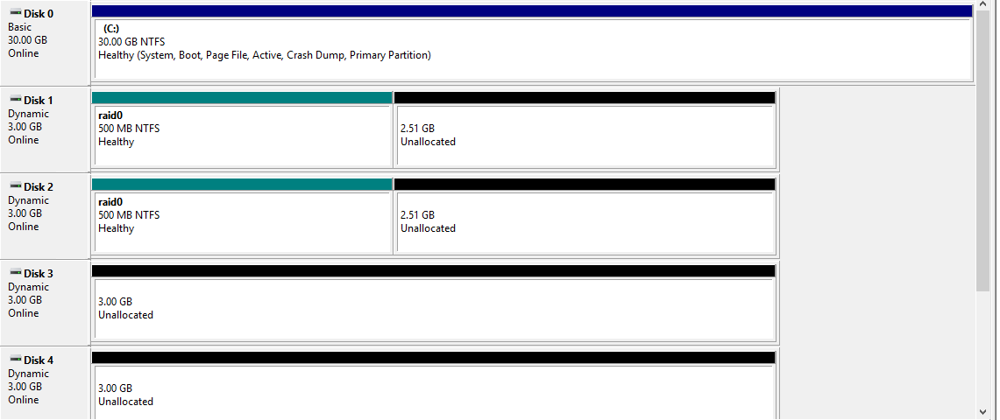 Disk 0
Basic
30.00 GB
Online
(C:)
30.00 GB NTFS
Healthy (System, Boot, Page File, Active, Crash Dump, Primary Partition)
Disk 1
Dynamic
3.00 GB
Online
raid0
500 MB NTFS
Healthy
2.51 GB
Unallocated
Disk 2
Dynamic
3.00 GB
Online
raid0
500 MB NTFS
Healthy
2.51 GB
Unallocated
Disk 3
Dynamic
3.00 GB
Online
3.00 GB
Unallocated
Disk 4
Dynamic
3.00 GB
Online
3.00 GB
Unallocated